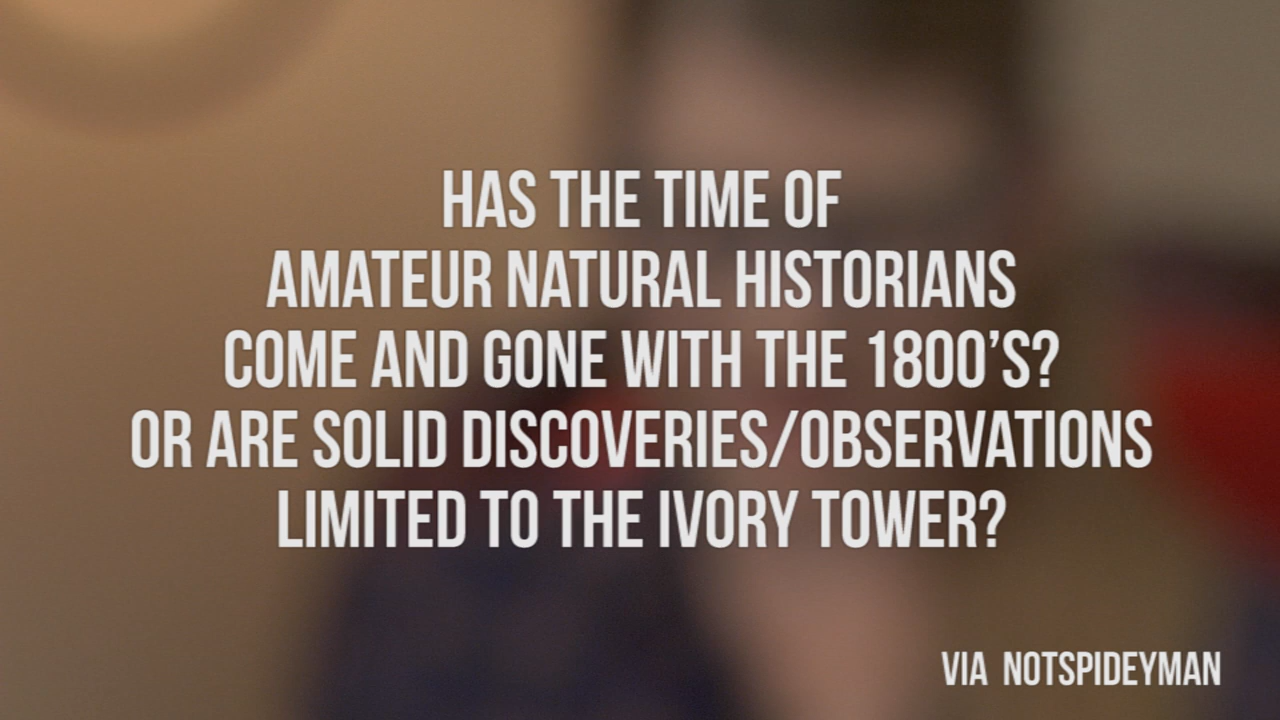 HAS THE TIME OF
AMATEUR NATURAL HISTORIANS
COME AND GONE WITH THE 1800'S?
OR ARE SOLID DISCOVERIES/OBSERVATIONS
LIMITED TO THE IVORY TOWER?
VIA NOTSPIDEYMAN